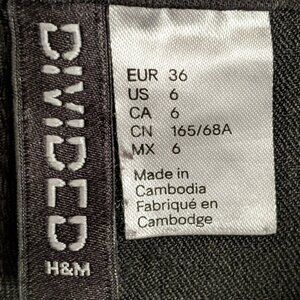 DIVIDED
H&M
EUR 36
US 6
CA 6
CN 165/68A
MX 6
Made in
Cambodia
Fabriqué en
Cambodge